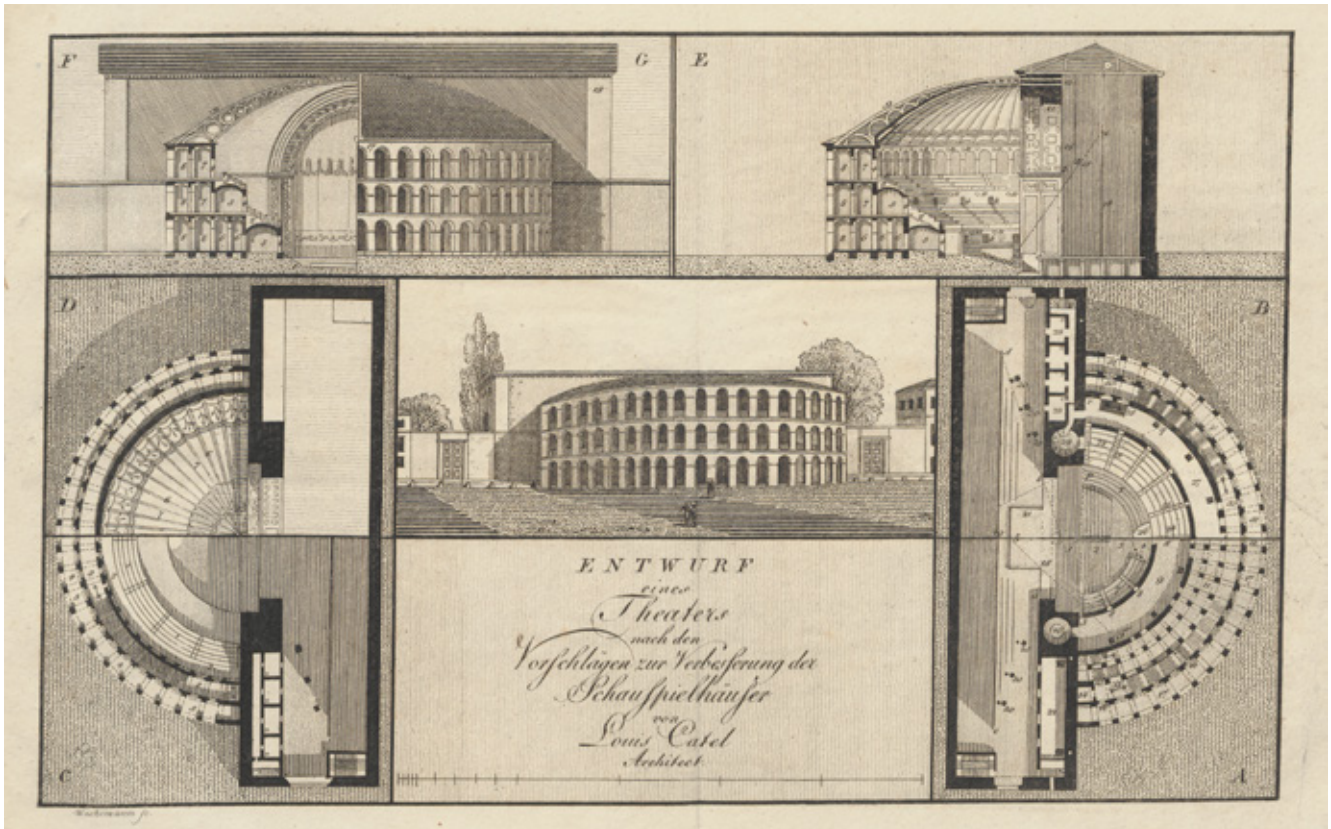 F G E
D B
ENTWURF
eines
Theaters
nach den
Vorschlägen zur Verbesserung der
Schauspielhäuser
von
Louis Catel
Architect.
C A